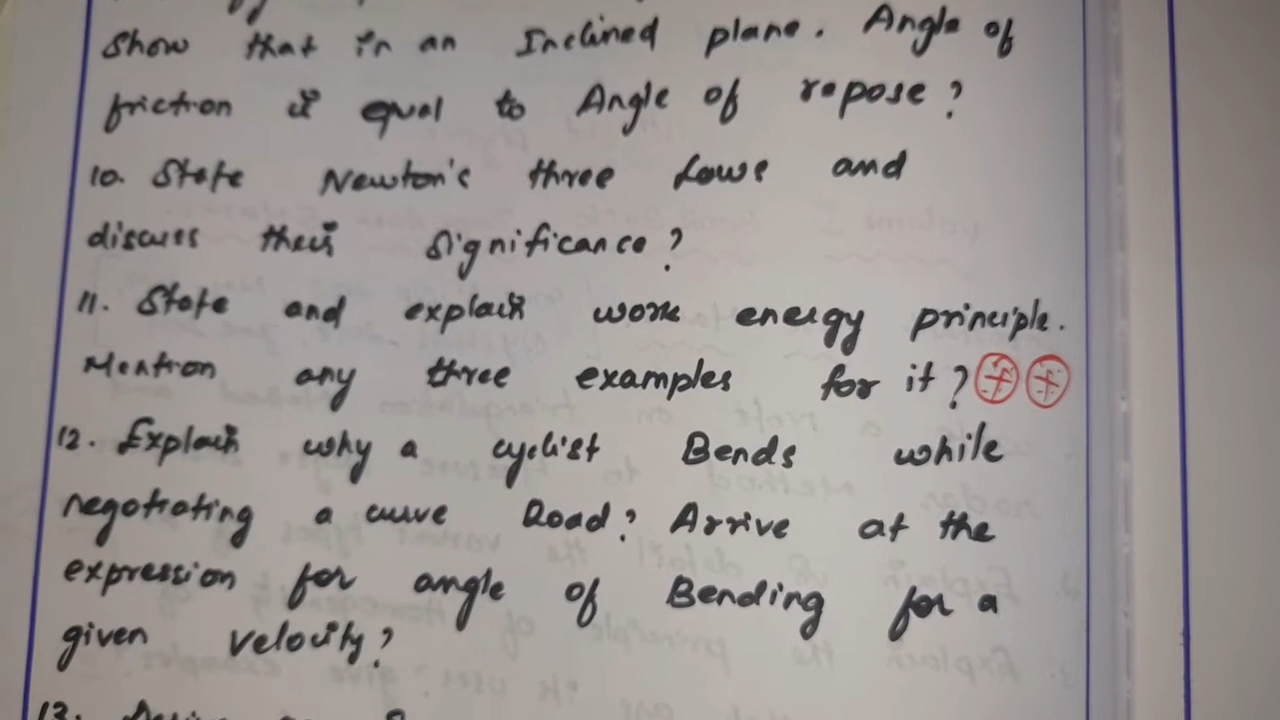 Show that in an Inclined plane. Angle of
friction is equal to Angle of repose?
10. State Newton's three Laws and
discuss their significance?
11. State and explain work energy principle.
Mention any three examples for it?
12. Explain why a cyclist Bends while
negotiating a curve Road? Arrive at the
expression for angle of Bending for a
given velocity?
13.